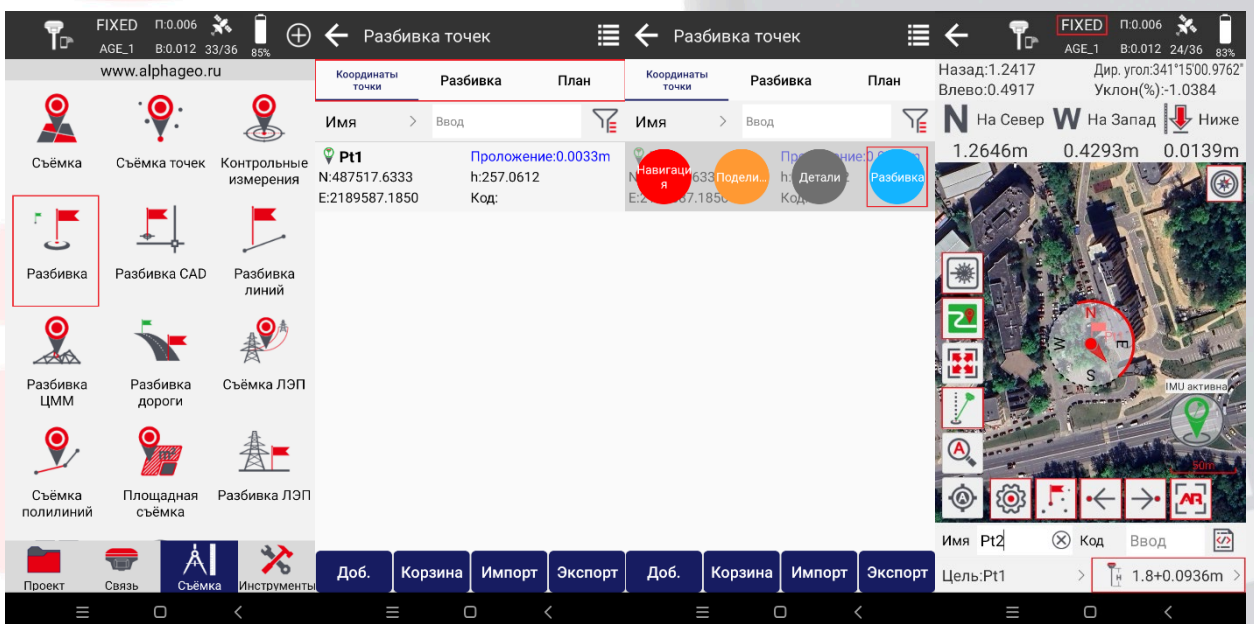 FIXED П:0.006
AGE_1 B:0.012 33/36 85%
www.alphageo.ru
Съёмка
Съёмка точек
Контрольные
измерения
Разбивка
Разбивка CAD
Разбивка
линий
Разбивка
ЦММ
Разбивка
дороги
Съёмка ЛЭП
m²
Съёмка
полилиний
Площадная
съёмка
Разбивка ЛЭП
Проект
Связь
Съёмка
Инструменты
Разбивка точек
Координаты
точки
Разбивка
План
Имя > Ввод
Pt1 Проложение:0.0033m
N:487517.6333 h:257.0612
E:2189587.1850 Код:
Доб. Корзина Импорт Экспорт
Разбивка точек
Координаты
точки
Разбивка
План
Имя > Ввод
Навигаци
я
Подели...
Детали
Разбивка
Доб. Корзина Импорт Экспорт
FIXED П:0.006
AGE_1 B:0.012 24/36 83%
Назад:1.2417 Дир. угол:341°15'00.9762"
Влево:0.4917 Уклон(%):-1.0384
N На Север W На Запад Ниже
1.2646m 0.4293m 0.0139m
N
W
E
S
IMU активна
50m
A
A
AR
Имя Pt2 Код Ввод
Цель:Pt1 > H 1.8+0.0936m >